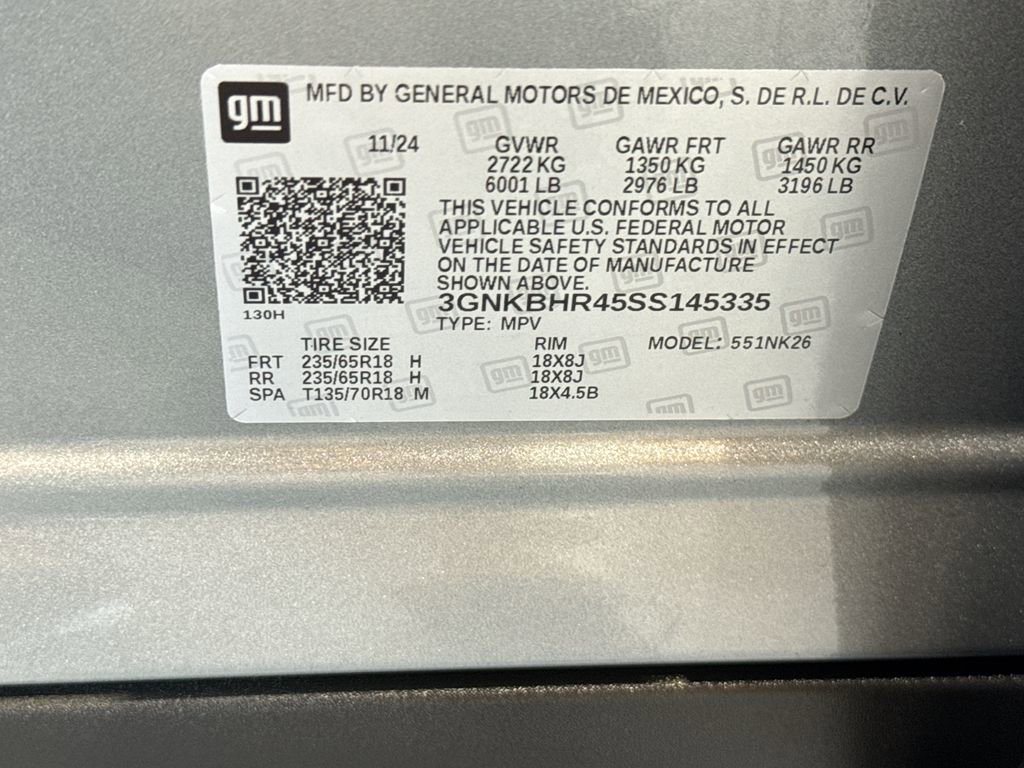 gm MFD BY GENERAL MOTORS DE MEXICO, S. DE R.L. DE C.V.
11/24 GVWR GAWR FRT GAWR RR
2722 KG 1350 KG 1450 KG
6001 LB 2976 LB 3196 LB
THIS VEHICLE CONFORMS TO ALL
APPLICABLE U.S. FEDERAL MOTOR
VEHICLE SAFETY STANDARDS IN EFFECT
ON THE DATE OF MANUFACTURE
SHOWN ABOVE.
3GNKBHR45SS145335
130H
TYPE: MPV
TIRE SIZE RIM MODEL: 551NK26
FRT 235/65R18 H 18X8J
RR 235/65R18 H 18X8J
SPA T135/70R18 M 18X4.5B